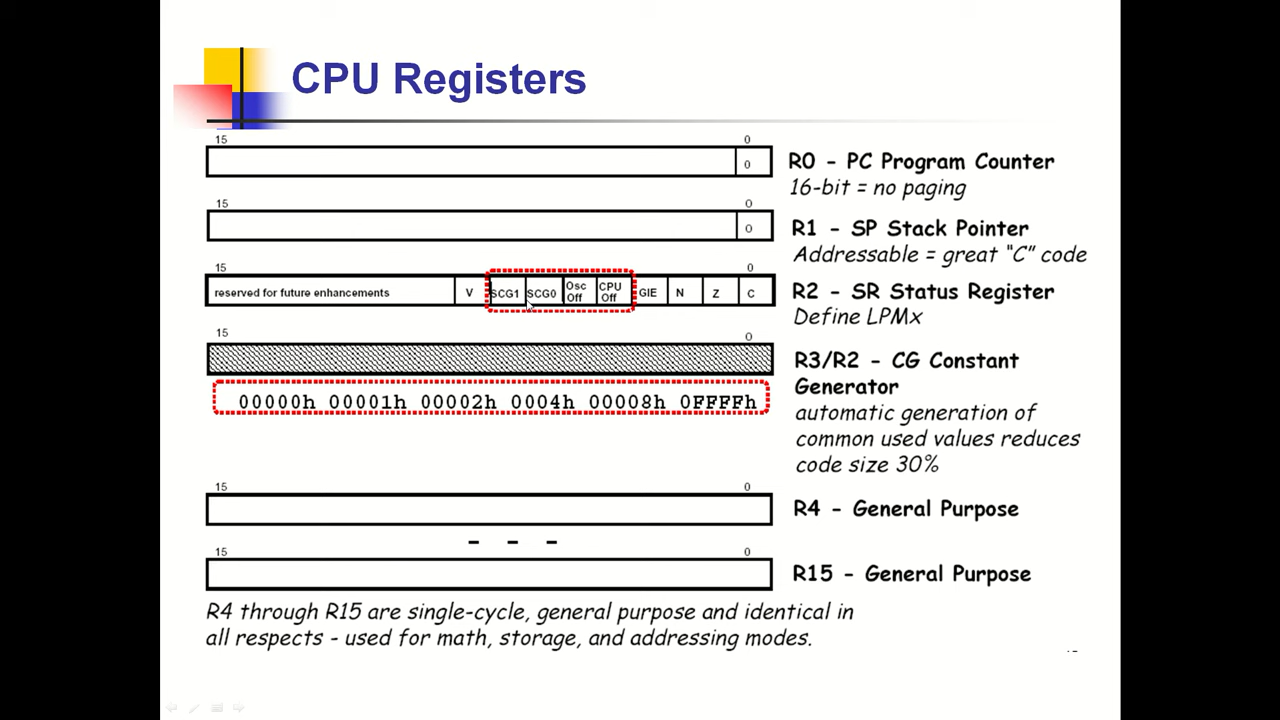 CPU Registers
15 0
0
R0 - PC Program Counter
16-bit = no paging
15 0
0
R1 - SP Stack Pointer
Addressable = great "C" code
15 0
reserved for future enhancements V SCG1 SCG0 Osc Off CPU Off GIE N Z C
R2 - SR Status Register
Define LPMx
15 0
R3/R2 - CG Constant
Generator
00000h 00001h 00002h 0004h 00008h 0FFFFh
automatic generation of
common used values reduces
code size 30%
15 0
R4 - General Purpose
- - -
15 0
R15 - General Purpose
R4 through R15 are single-cycle, general purpose and identical in
all respects - used for math, storage, and addressing modes.